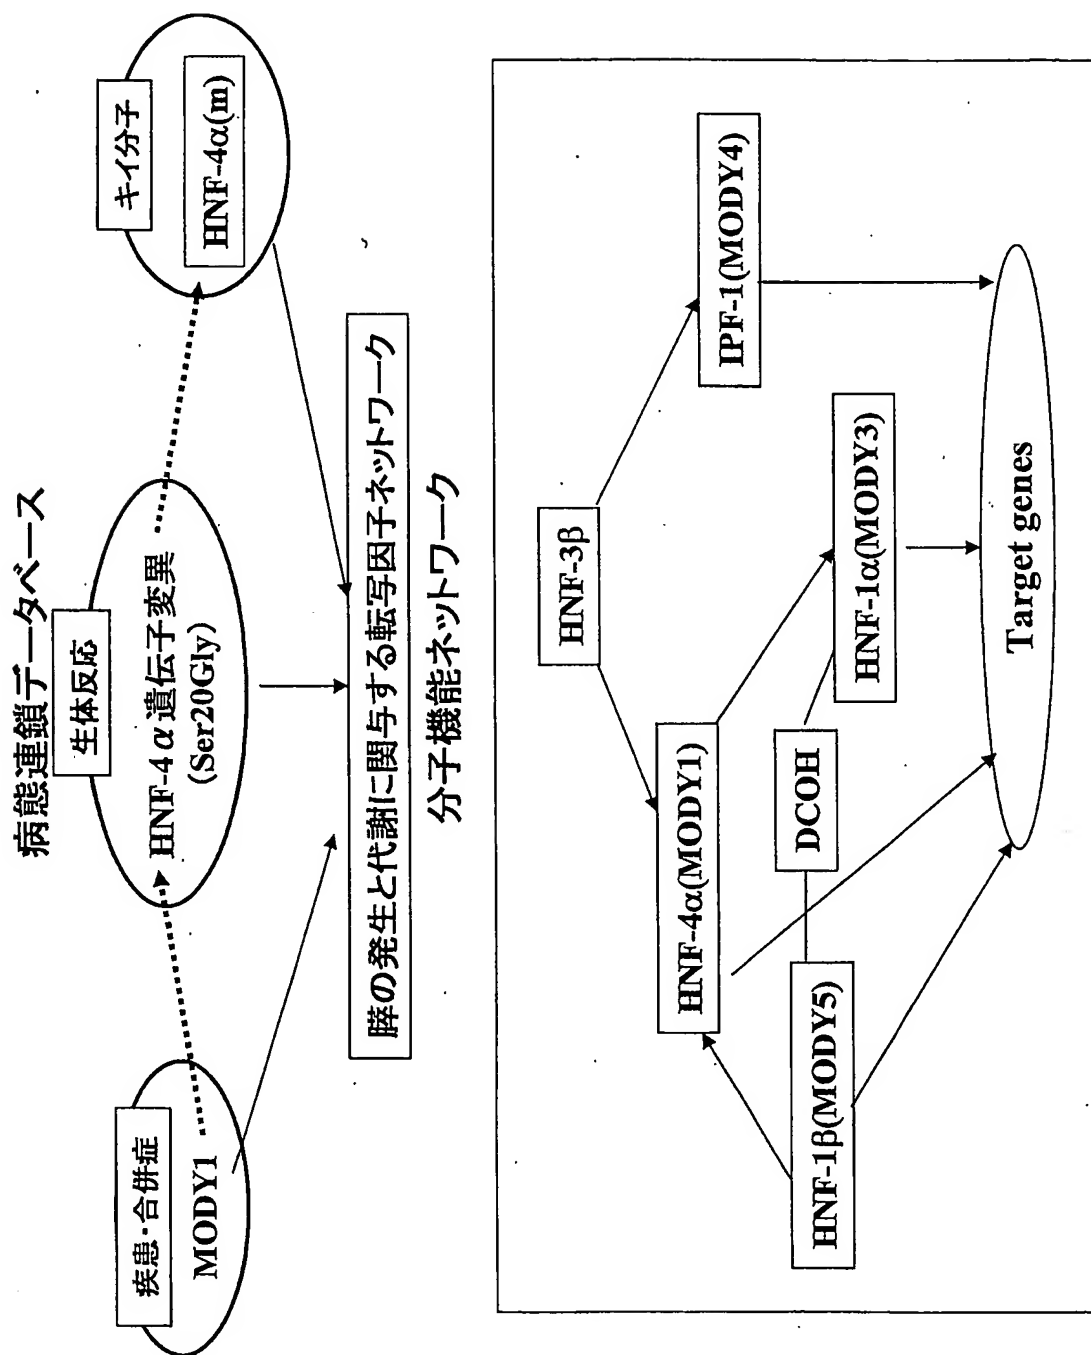 病態連鎖データベース
疾患・合併症
MODY1
生体反応
HNF-4α遺伝子変異
(Ser20Gly)
キイ分子
HNF-4α(m)
膵の発生と代謝に関与する転写因子ネットワーク
分子機能ネットワーク
HNF-3β
HNF-4α(MODY1)
IPF-1(MODY4)
HNF-1β(MODY5)
DCOH
HNF-1α(MODY3)
Target genes